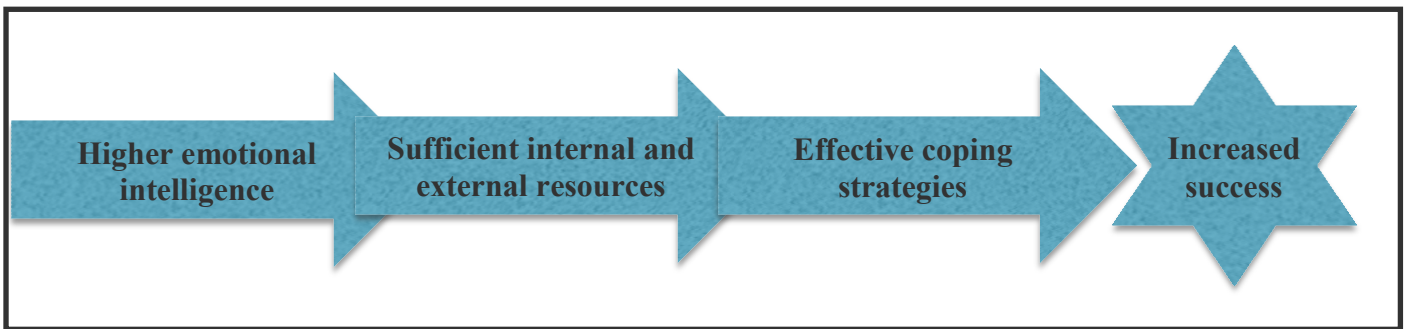 Higher emotional
intelligence
Sufficient internal and
external resources
Effective coping
strategies
Increased
success